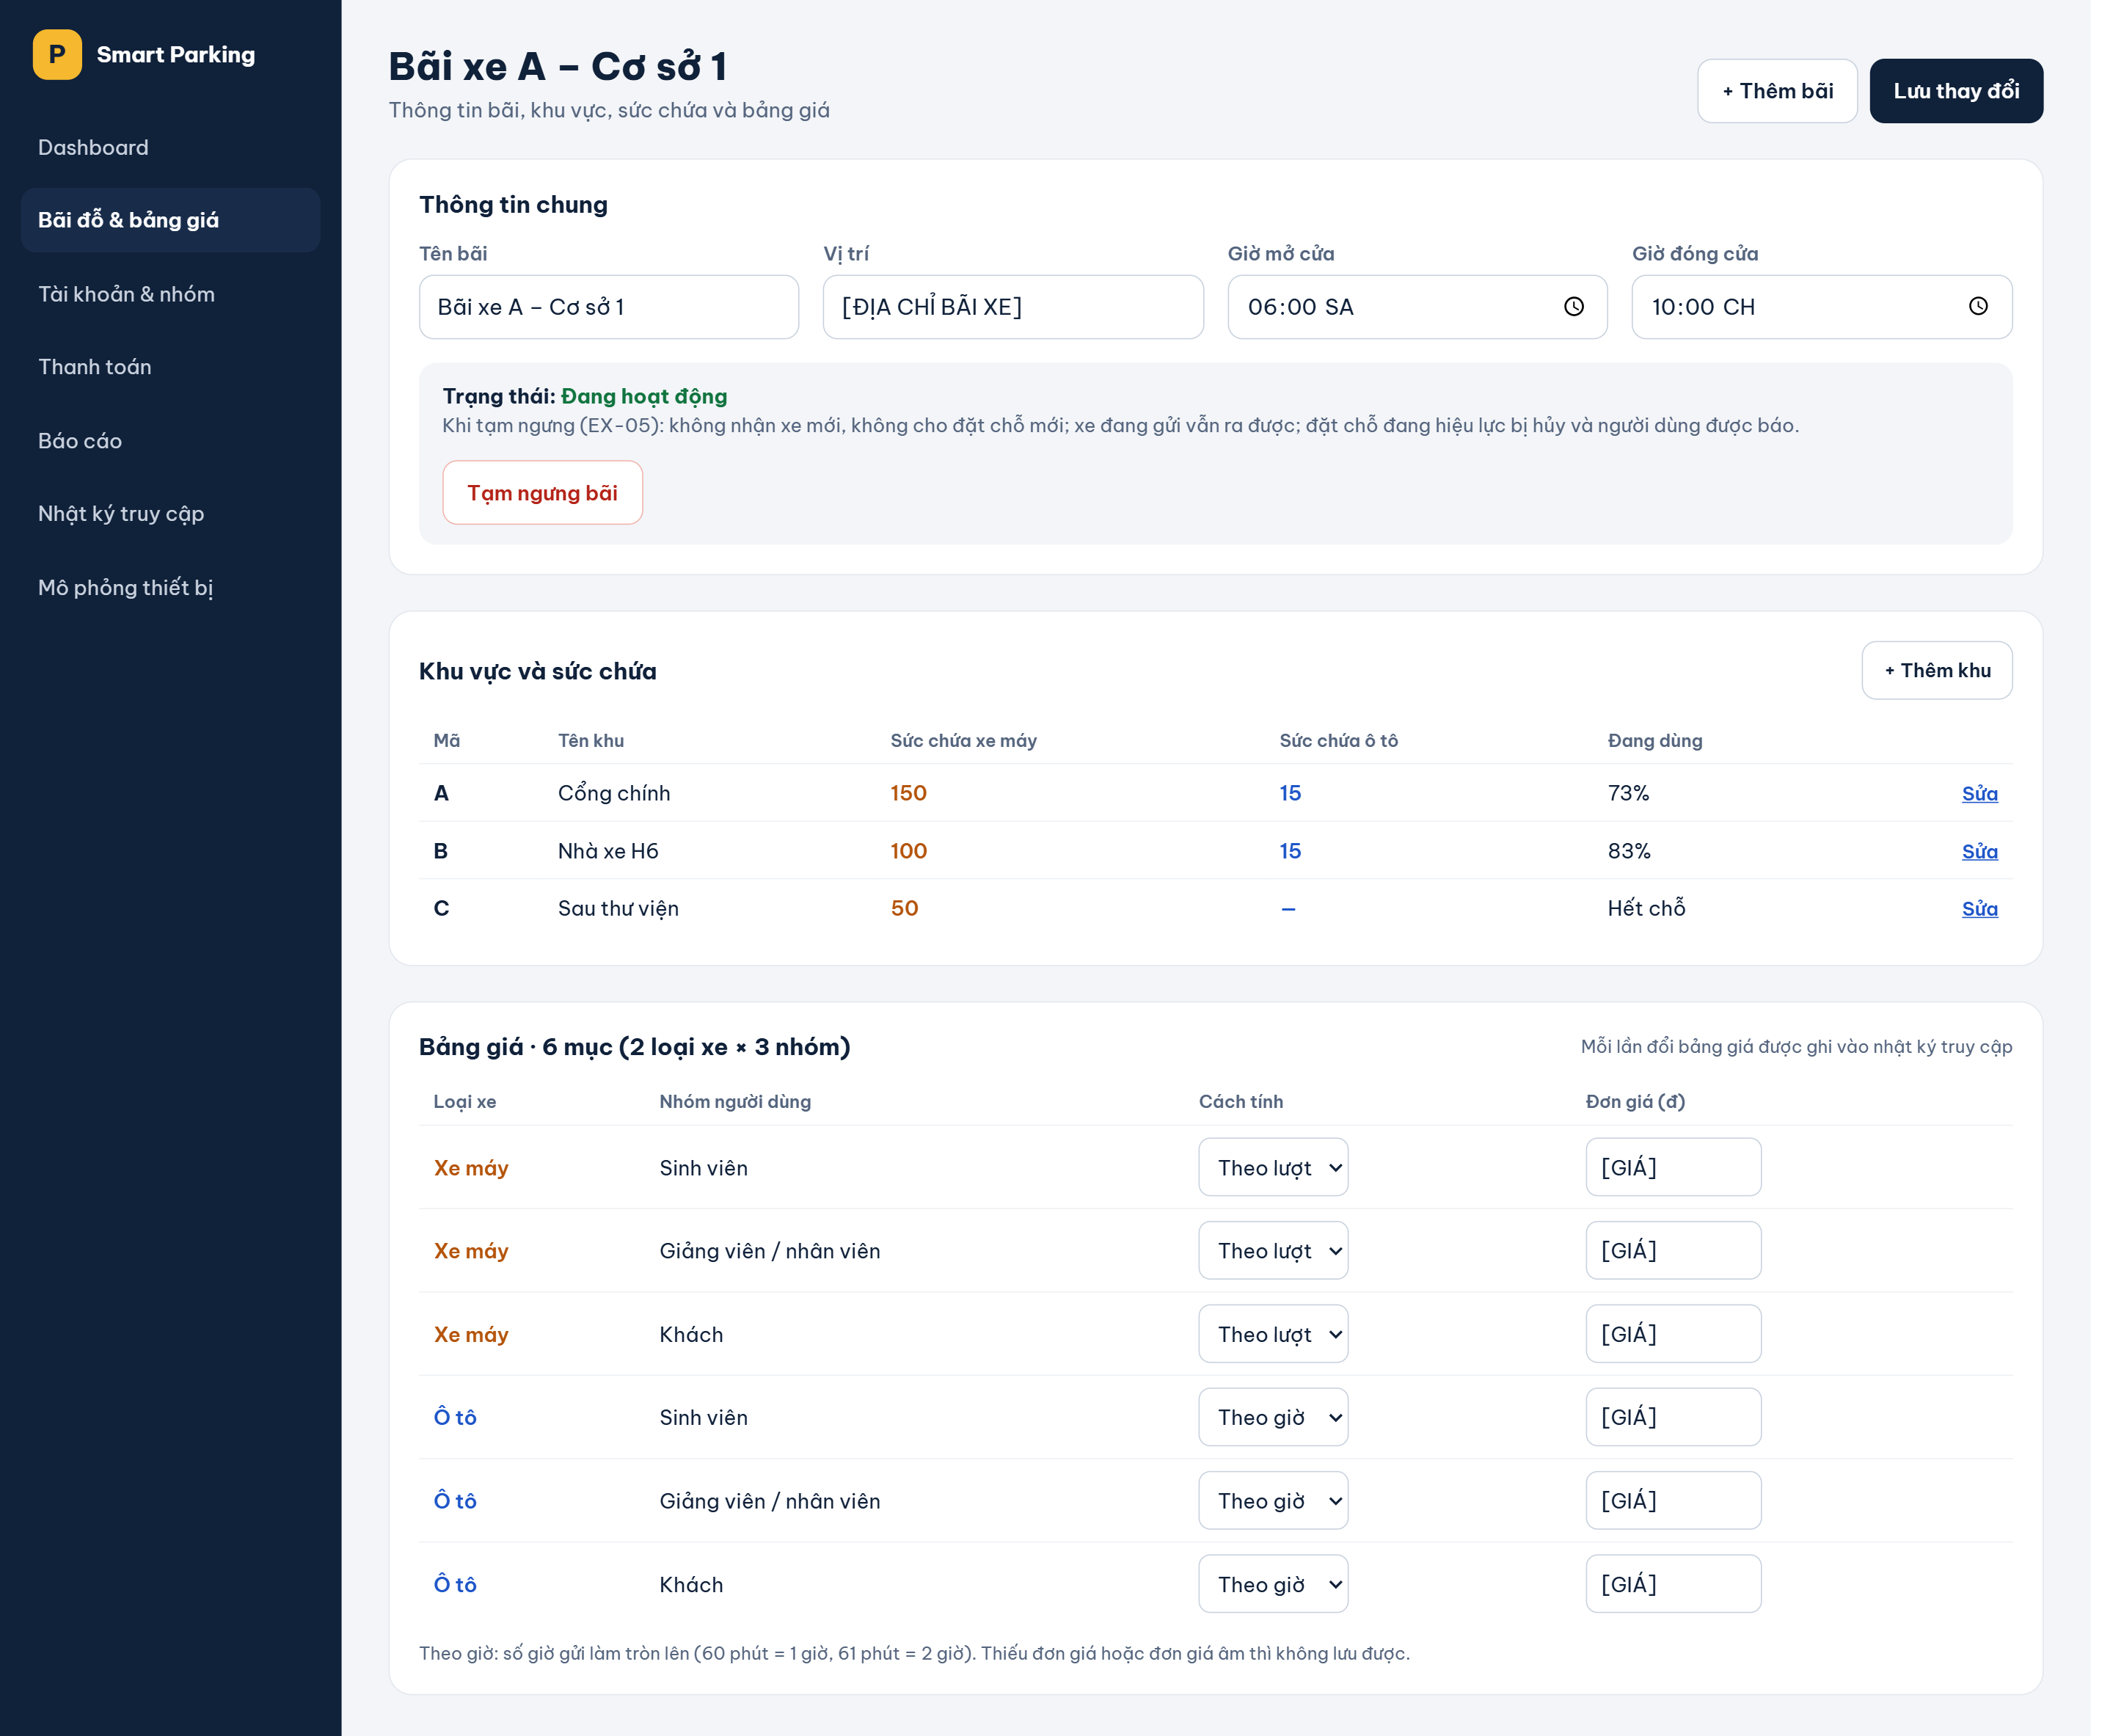 P Smart Parking
Dashboard
Bãi đỗ & bảng giá
Tài khoản & nhóm
Thanh toán
Báo cáo
Nhật ký truy cập
Mô phỏng thiết bị
Bãi xe A – Cơ sở 1
Thông tin bãi, khu vực, sức chứa và bảng giá
+ Thêm bãi Lưu thay đổi
Thông tin chung
Tên bãi Vị trí Giờ mở cửa Giờ đóng cửa
Bãi xe A – Cơ sở 1 [ĐỊA CHỈ BÃI XE] 06:00 SA 10:00 CH
Trạng thái: Đang hoạt động
Khi tạm ngưng (EX-05): không nhận xe mới, không cho đặt chỗ mới; xe đang gửi vẫn ra được; đặt chỗ đang hiệu lực bị hủy và người dùng được báo.
Tạm ngưng bãi
Khu vực và sức chứa + Thêm khu
Mã Tên khu Sức chứa xe máy Sức chứa ô tô Đang dùng
A Cổng chính 150 15 73% Sửa
B Nhà xe H6 100 15 83% Sửa
C Sau thư viện 50 – Hết chỗ Sửa
Bảng giá · 6 mục (2 loại xe × 3 nhóm) Mỗi lần đổi bảng giá được ghi vào nhật ký truy cập
Loại xe Nhóm người dùng Cách tính Đơn giá (đ)
Xe máy Sinh viên Theo lượt [GIÁ]
Xe máy Giảng viên / nhân viên Theo lượt [GIÁ]
Xe máy Khách Theo lượt [GIÁ]
Ô tô Sinh viên Theo giờ [GIÁ]
Ô tô Giảng viên / nhân viên Theo giờ [GIÁ]
Ô tô Khách Theo giờ [GIÁ]
Theo giờ: số giờ gửi làm tròn lên (60 phút = 1 giờ, 61 phút = 2 giờ). Thiếu đơn giá hoặc đơn giá âm thì không lưu được.